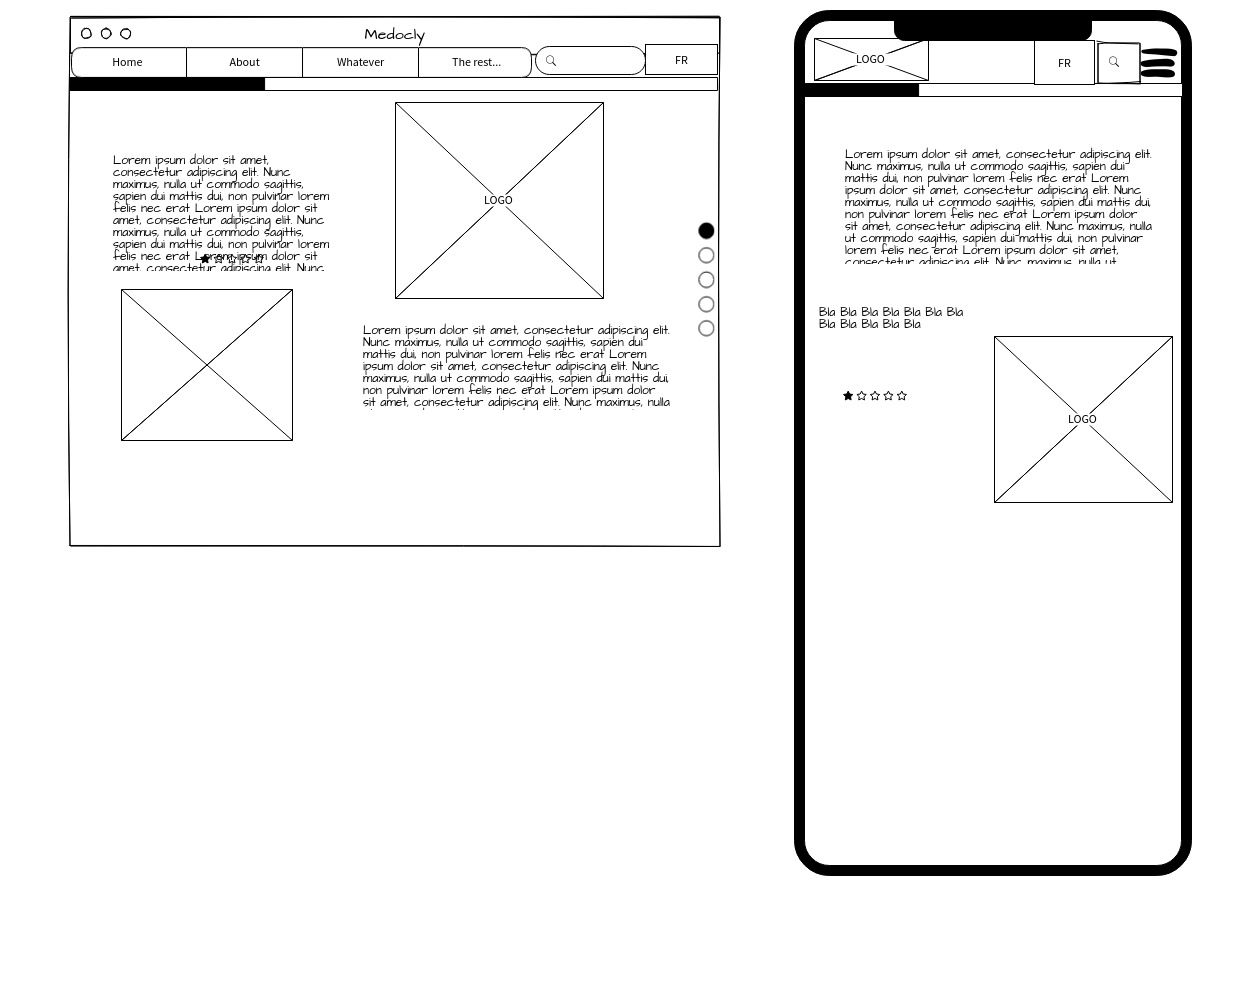 Medocly
Home
About
Whatever
The rest...
FR
Lorem ipsum dolor sit amet,
consectetur adipiscing elit. Nunc
maximus, nulla ut commodo sagittis,
sapien dui mattis dui, non pulvinar lorem
felis nec erat Lorem ipsum dolor sit
amet, consectetur adipiscing elit. Nunc
maximus, nulla ut commodo sagittis,
sapien dui mattis dui, non pulvinar lorem
felis nec erat Lorem ipsum dolor sit
amet, consectetur adipiscing elit. Nunc
LOGO
Lorem ipsum dolor sit amet, consectetur adipiscing elit.
Nunc maximus, nulla ut commodo sagittis, sapien dui
mattis dui, non pulvinar lorem felis nec erat Lorem
ipsum dolor sit amet, consectetur adipiscing elit. Nunc
maximus, nulla ut commodo sagittis, sapien dui mattis dui,
non pulvinar lorem felis nec erat Lorem ipsum dolor
sit amet, consectetur adipiscing elit. Nunc maximus, nulla
LOGO
FR
Lorem ipsum dolor sit amet, consectetur adipiscing elit.
Nunc maximus, nulla ut commodo sagittis, sapien dui
mattis dui, non pulvinar lorem felis nec erat Lorem
ipsum dolor sit amet, consectetur adipiscing elit. Nunc
maximus, nulla ut commodo sagittis, sapien dui mattis dui,
non pulvinar lorem felis nec erat Lorem ipsum dolor
sit amet, consectetur adipiscing elit. Nunc maximus, nulla
ut commodo sagittis, sapien dui mattis dui, non pulvinar
lorem felis nec erat Lorem ipsum dolor sit amet,
consectetur adipiscing elit. Nunc maximus, nulla ut
Bla Bla Bla Bla Bla Bla Bla
Bla Bla Bla Bla Bla
LOGO